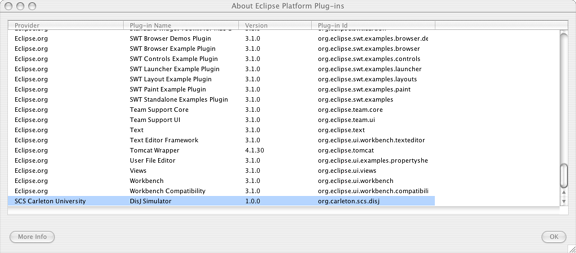 About Eclipse Platform Plug-ins
Provider Plug-in Name Version Plug-in Id
Eclipse.org SWT Browser Demos Plugin 3.1.0 org.eclipse.swt.examples.browser.de
Eclipse.org SWT Browser Example Plugin 3.1.0 org.eclipse.swt.examples.browser
Eclipse.org SWT Controls Example Plugin 3.1.0 org.eclipse.swt.examples.controls
Eclipse.org SWT Launcher Example Plugin 3.1.0 org.eclipse.swt.examples.launcher
Eclipse.org SWT Layout Example Plugin 3.1.0 org.eclipse.swt.examples.layouts
Eclipse.org SWT Paint Example Plugin 3.1.0 org.eclipse.swt.examples.paint
Eclipse.org SWT Standalone Examples Plugin 3.1.0 org.eclipse.swt.examples
Eclipse.org Team Support Core 3.1.0 org.eclipse.team.core
Eclipse.org Team Support UI 3.1.0 org.eclipse.team.ui
Eclipse.org Text 3.1.0 org.eclipse.text
Eclipse.org Text Editor Framework 3.1.0 org.eclipse.ui.workbench.texteditor
Eclipse.org Tomcat Wrapper 4.1.30 org.eclipse.tomcat
Eclipse.org User File Editor 3.1.0 org.eclipse.ui.examples.propertyshe
Eclipse.org Views 3.1.0 org.eclipse.ui.views
Eclipse.org Workbench 3.1.0 org.eclipse.ui.workbench
Eclipse.org Workbench Compatibility 3.1.0 org.eclipse.ui.workbench.compatibili
SCS Carleton University DisJ Simulator 1.0.0 org.carleton.scs.disj
More Info OK